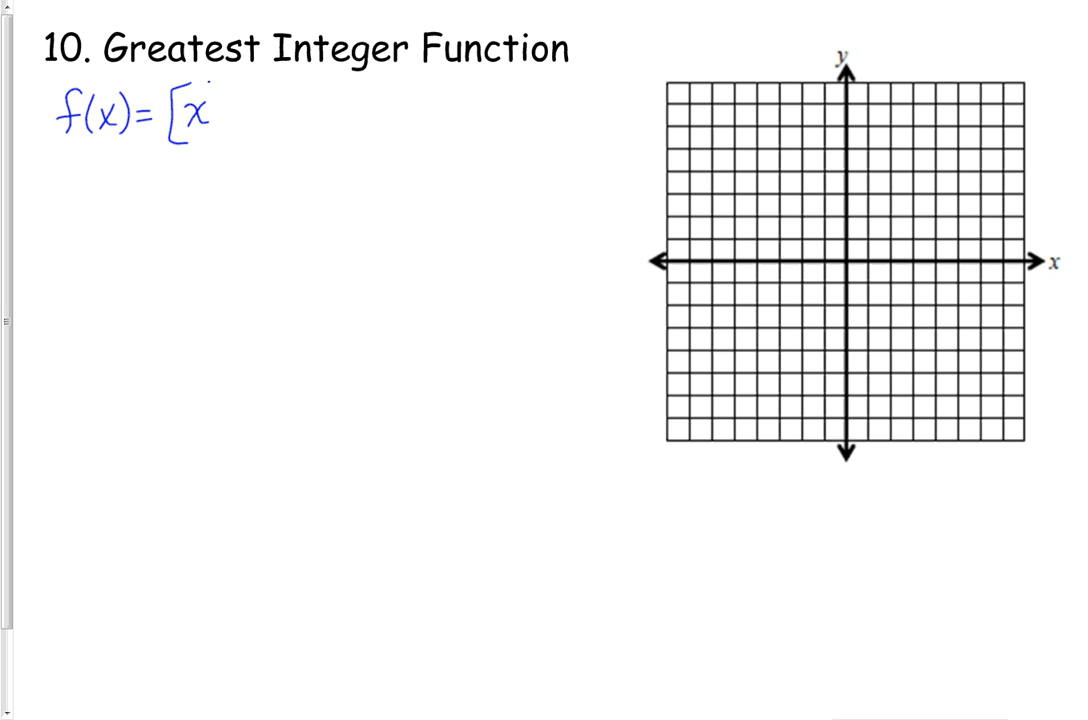 10. Greatest Integer Function
f(x)= [x
y
x